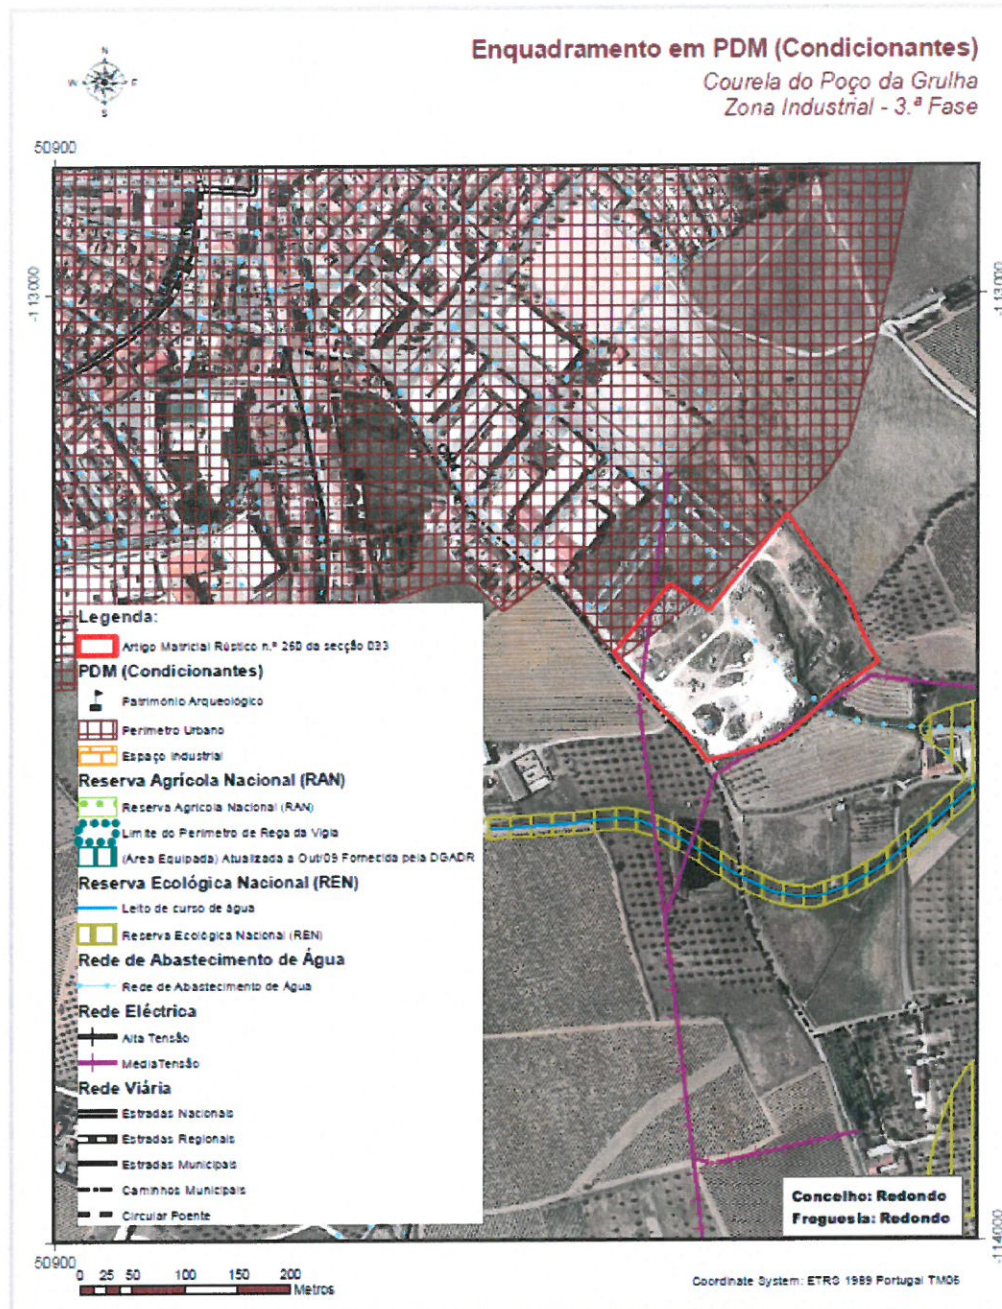 Enquadramento em PDM (Condicionantes)
Courela do Poço da Grulha
Zona Industrial - 3.ª Fase
N
W
E
S
50900
-113000
-113000
Legenda:
Artigo Matricial Rústico n.º 260 da secção 033
PDM (Condicionantes)
Património Arqueológico
Perímetro Urbano
Espaço Industrial
Reserva Agrícola Nacional (RAN)
Reserva Agrícola Nacional (RAN)
Limite do Perímetro de Rega da Vigia
(Área Equipada) Atualizada a Out/09 Fornecida pela DGADR
Reserva Ecológica Nacional (REN)
Leito de curso de água
Reserva Ecológica Nacional (REN)
Rede de Abastecimento de Água
Rede de Abastecimento de Água
Rede Eléctrica
Alta Tensão
Media Tensão
Rede Viária
Estradas Nacionais
Estradas Regionais
Estradas Municipais
Caminhos Municipais
Circular Poente
Concelho: Redondo
Freguesia: Redondo
-114000
50900
0 25 50 100 150 200
Metros
Coordinate System: ETRS 1989 Portugal TM06